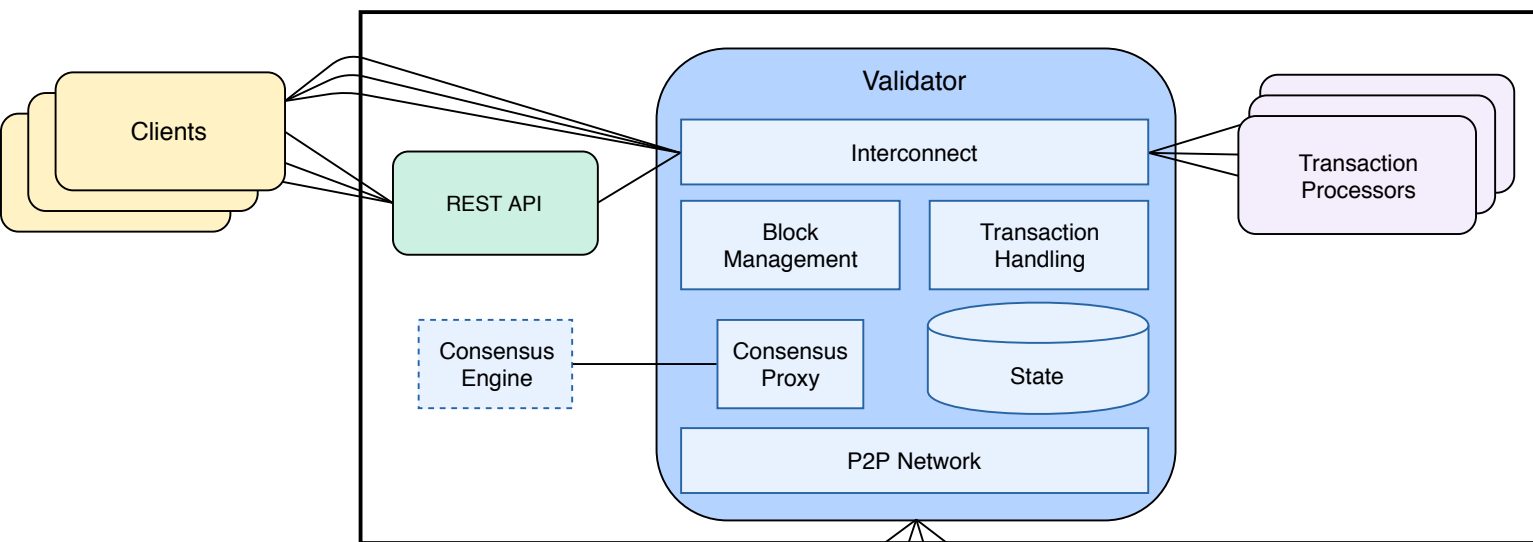 Validator
Clients
Interconnect
Transaction
Processors
REST API
Block
Management
Transaction
Handling
Consensus
Engine
Consensus
Proxy
State
P2P Network